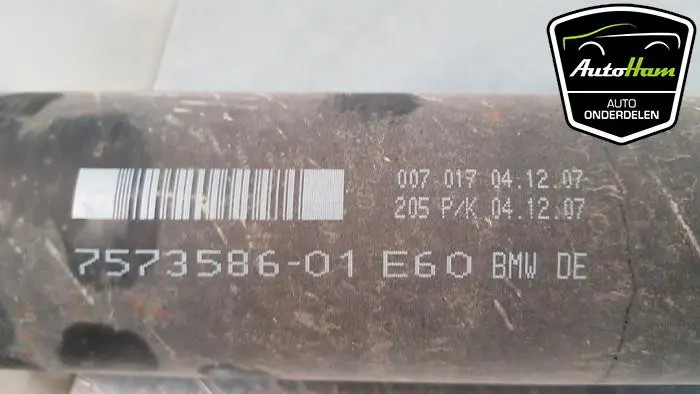 AutoHam
AUTO
ONDERDELEN
007 017 04.12.07
205 P/K 04.12.07
7573586-01 E60 BMW DE